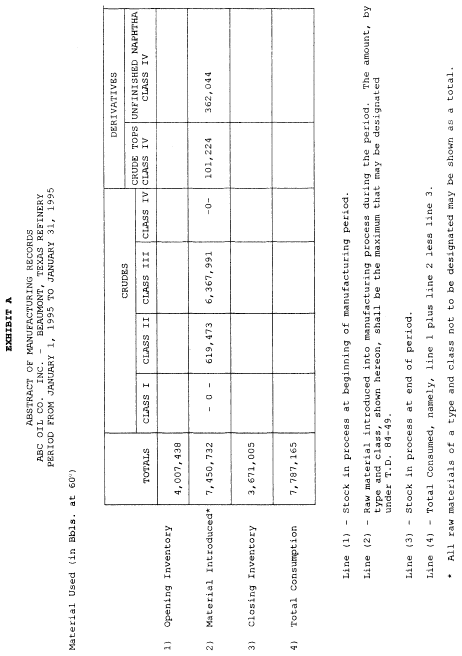 EXHIBIT A
ABSTRACT OF MANUFACTURING RECORDS
ABC OIL CO. INC. - BEAUMONT, TEXAS REFINERY
PERIOD FROM JANUARY 1, 1995 TO JANUARY 31, 1995
Material Used (in Bbls. at 60°)
CRUDES DERIVATIVES
TOTALS CLASS I CLASS II CLASS III CLASS IV CRUDE TOPS CLASS IV UNFINISHED NAPHTHA CLASS IV
1) Opening Inventory 4,007,438
2) Material Introduced* 7,450,732 - 0 - 619,473 6,367,991 -0- 101,224 362,044
3) Closing Inventory 3,671,005
4) Total Consumption 7,787,165
Line (1) - Stock in process at beginning of manufacturing period.
Line (2) - Raw material introduced into manufacturing process during the period. The amount, by
type and class, shown hereon, shall be the maximum that may be designated
under T.D. 84-49.
Line (3) - Stock in process at end of period.
Line (4) - Total Consumed, namely, line 1 plus line 2 less line 3.
* All raw materials of a type and class not to be designated may be shown as a total.